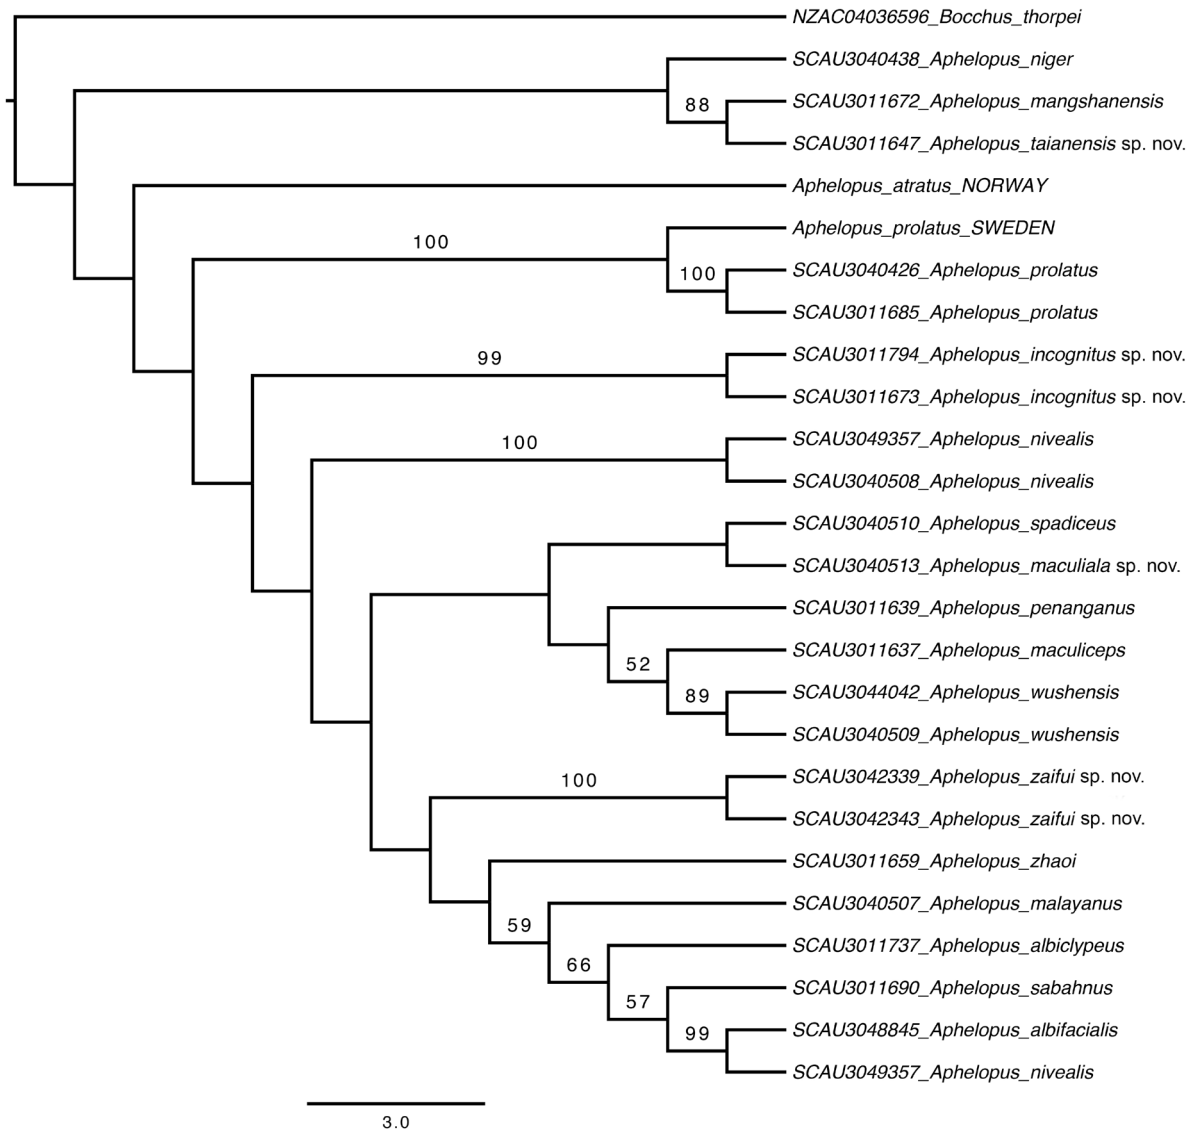 NZAC04036596_Bocchus_thorpei
SCAU3040438_Aphelopus_niger
88
SCAU3011672_Aphelopus_mangshanensis
SCAU3011647_Aphelopus_taianensis sp. nov.
Aphelopus_atratus_NORWAY
Aphelopus_prolatus_SWEDEN
100
100
SCAU3040426_Aphelopus_prolatus
SCAU3011685_Aphelopus_prolatus
SCAU3011794_Aphelopus_incognitus sp. nov.
99
SCAU3011673_Aphelopus_incognitus sp. nov.
SCAU3049357_Aphelopus_nivealis
100
SCAU3040508_Aphelopus_nivealis
SCAU3040510_Aphelopus_spadiceus
SCAU3040513_Aphelopus_maculiala sp. nov.
SCAU3011639_Aphelopus_penanganus
SCAU3011637_Aphelopus_maculiceps
52
SCAU3044042_Aphelopus_wushensis
89
SCAU3040509_Aphelopus_wushensis
SCAU3042339_Aphelopus_zaifui sp. nov.
100
SCAU3042343_Aphelopus_zaifui sp. nov.
SCAU3011659_Aphelopus_zhaoi
SCAU3040507_Aphelopus_malayanus
59
SCAU3011737_Aphelopus_albiclypeus
66
SCAU3011690_Aphelopus_sabahnus
57
SCAU3048845_Aphelopus_albifacialis
99
SCAU3049357_Aphelopus_nivealis
3.0